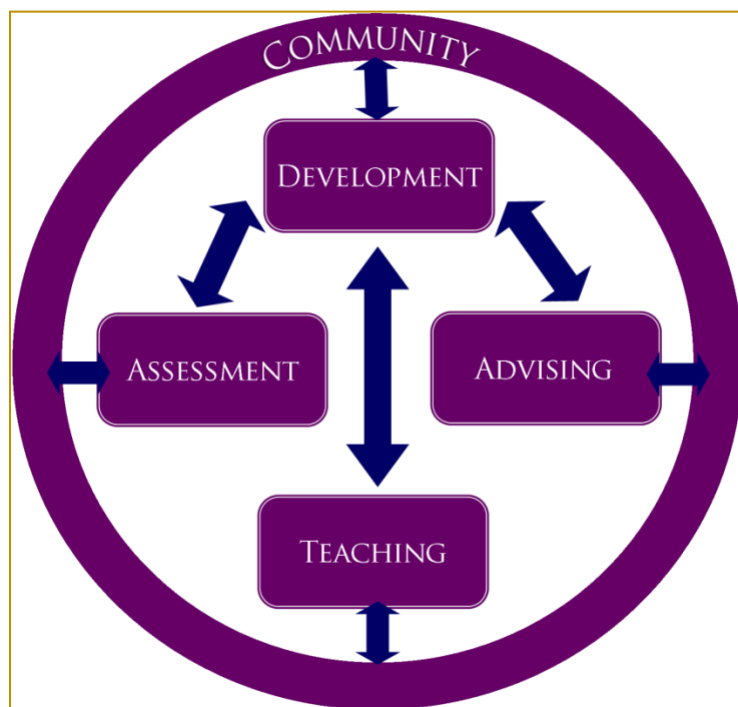 COMMUNITY
DEVELOPMENT
ASSESSMENT
ADVISING
TEACHING